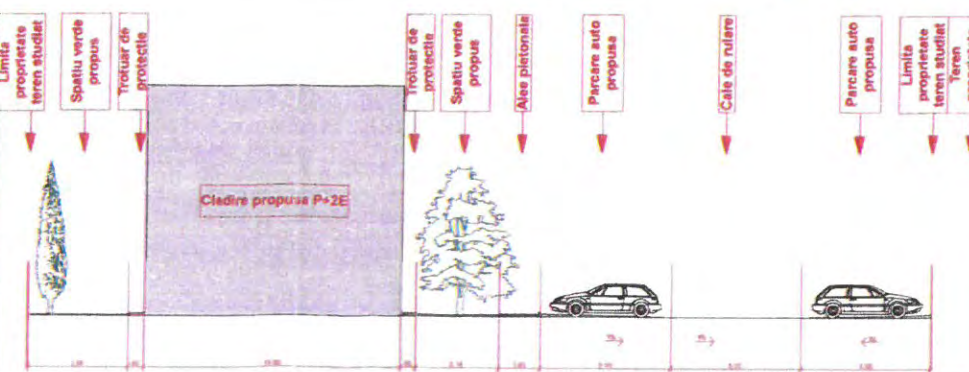 Limita
proprietate
teren studiat
Spatiu verde
propus
Trotuar de
protectie
Trotuar de
protectie
Spatiu verde
propus
Alee pietonala
Parcare auto
propusa
Cale de rulare
Parcare auto
propusa
Limita
proprietate
teren studiat
Teren
Cladire propusa P+2E